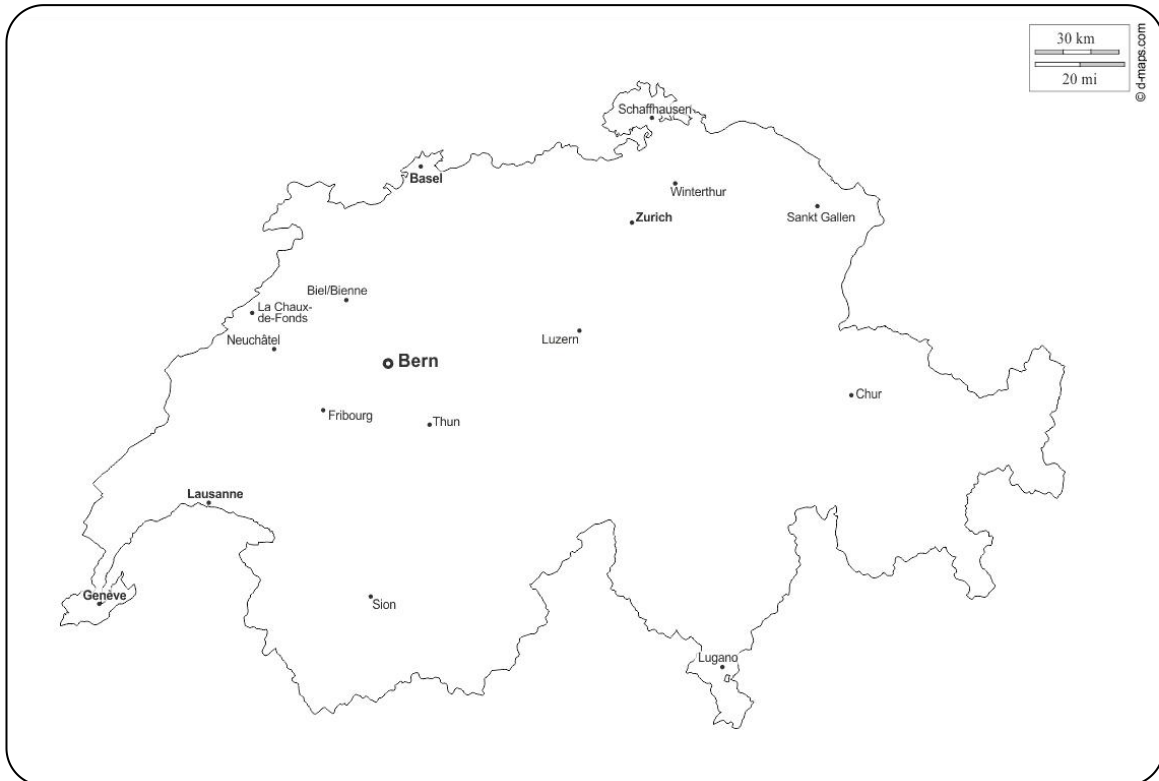 30 km
20 mi
© d-maps.com
Schaffhausen
Basel
Winterthur
Zurich
Sankt Gallen
Biel/Bienne
La Chaux-
de-Fonds
Neuchâtel
Luzern
Bern
Chur
Fribourg
Thun
Lausanne
Genève
Sion
Lugano